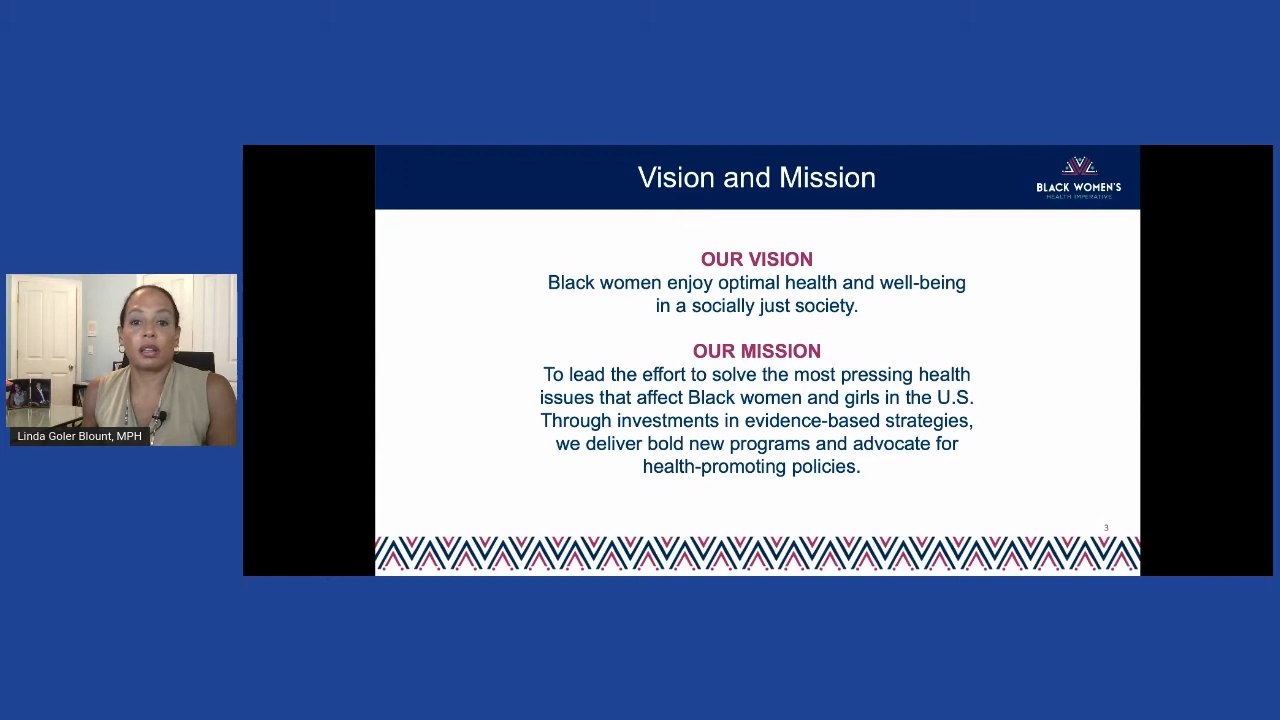 Vision and Mission
BLACK WOMEN'S
HEALTH IMPERATIVE
OUR VISION
Black women enjoy optimal health and well-being
in a socially just society.
OUR MISSION
To lead the effort to solve the most pressing health
issues that affect Black women and girls in the U.S.
Through investments in evidence-based strategies,
we deliver bold new programs and advocate for
health-promoting policies.
3
Linda Goler Blount, MPH